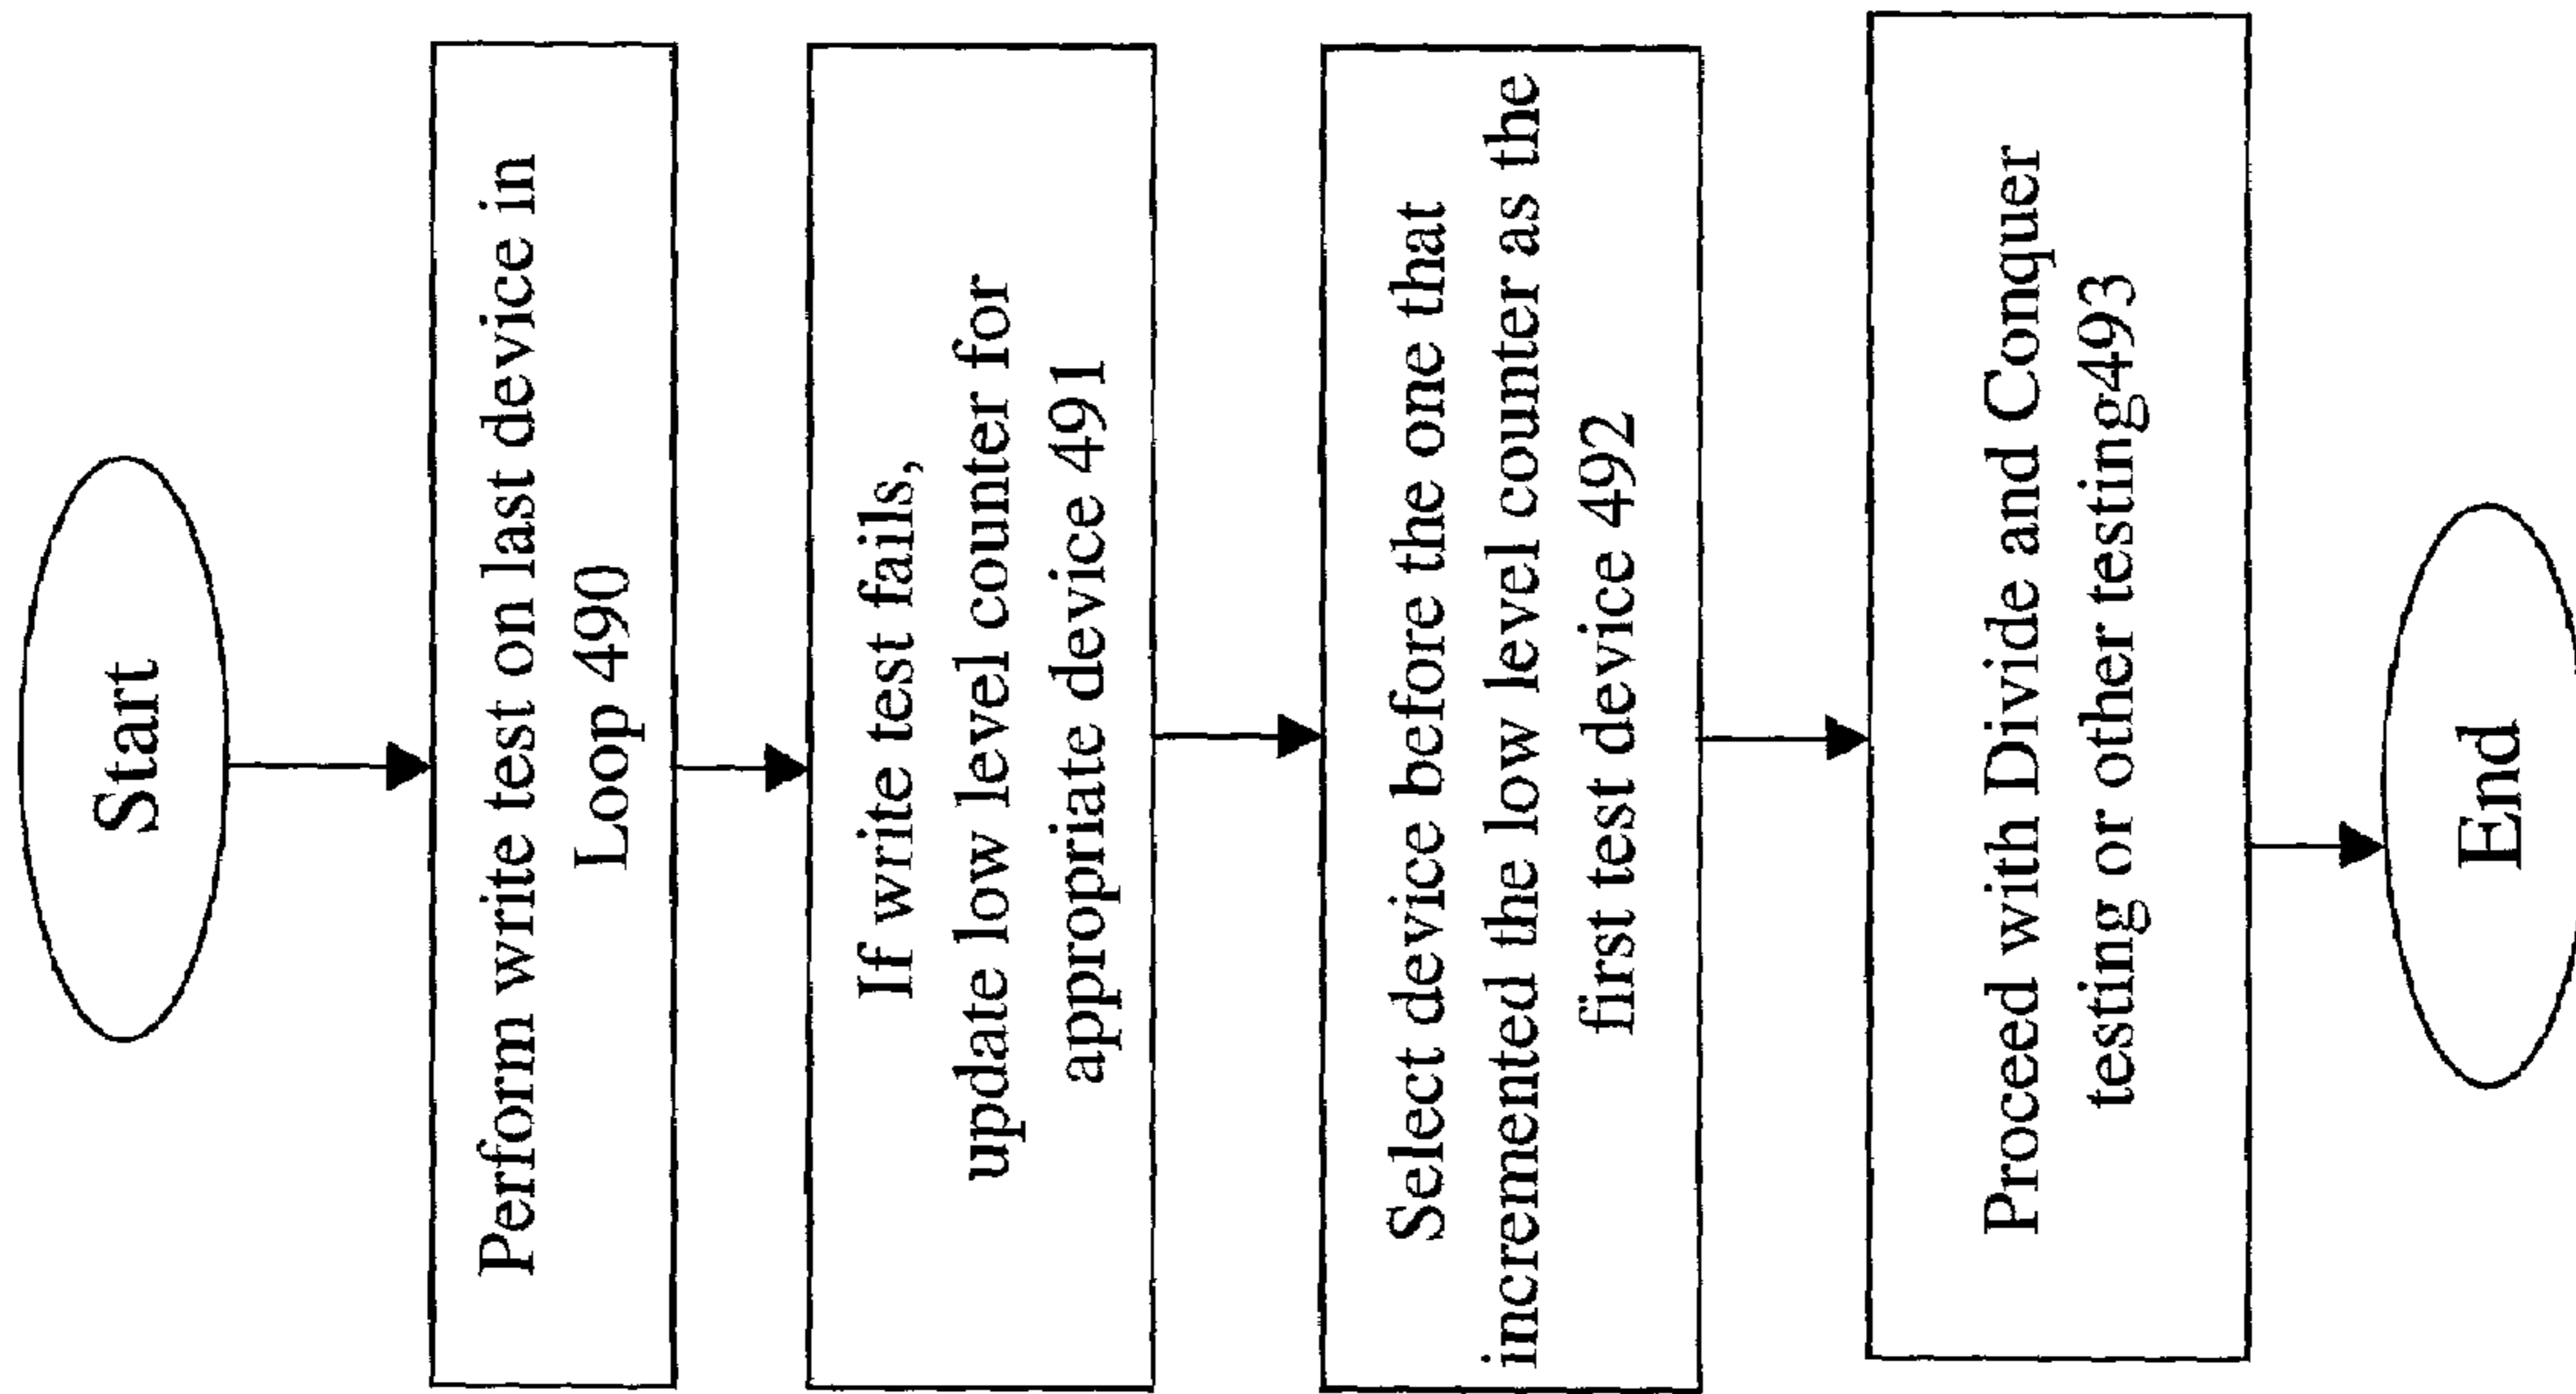 Start
Perform write test on last device in
Loop 490
If write test fails,
update low level counter for
appropriate device 491
Select device before the one that
incremented the low level counter as the
first test device 492
Proceed with Divide and Conquer
testing or other testing493
End